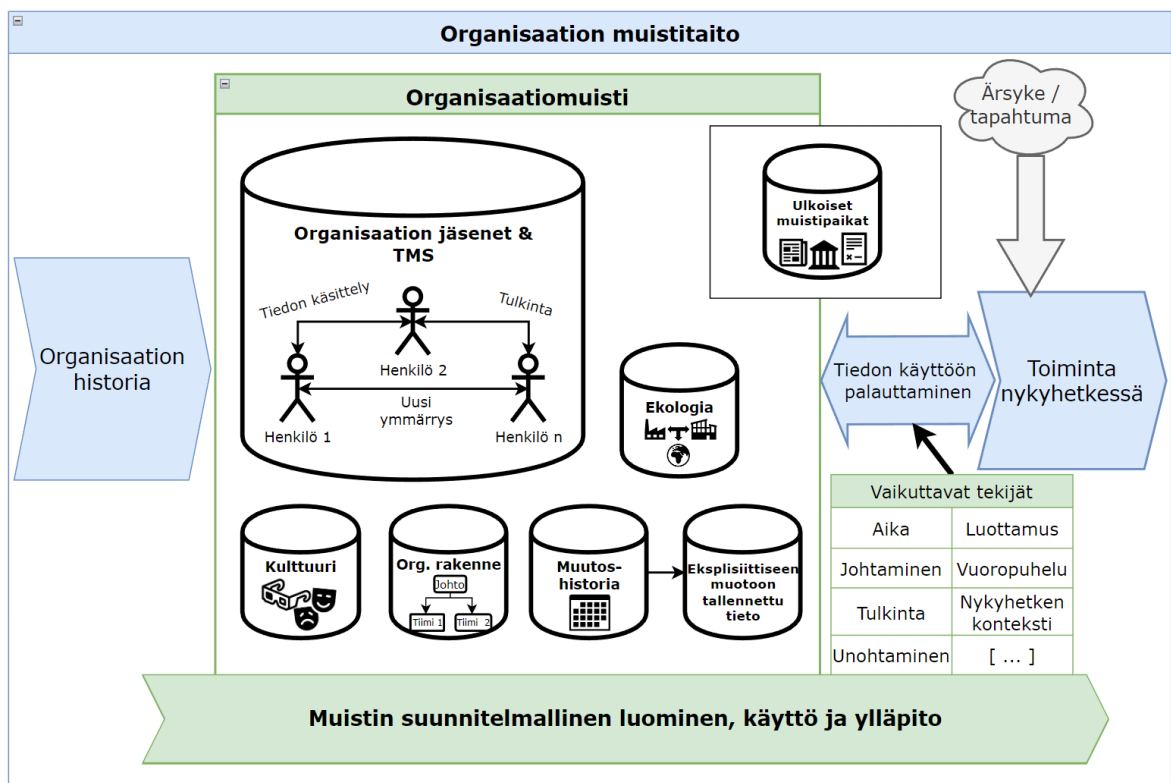 Organisaation muistitaito
Organisaatiomuisti
Ärsyke /
tapahtuma
Ulkoiset
muistipaikat
Organisaation jäsenet &
TMS
Tiedon käsittely
Tulkinta
Henkilö 2
Uusi
ymmärrys
Henkilö 1
Henkilö n
Organisaation
historia
Ekologia
Tiedon käyttöön
palauttaminen
Toiminta
nykyhetkessä
Kulttuuri
Org. rakenne
Johto
Tiimi 1
Tiimi 2
Muutos-
historia
Eksplisiittiseen
muotoon
tallennettu
tieto
Vaikuttavat tekijät
Aika
Luottamus
Johtaminen
Vuoropuhelu
Tulkinta
Nykyhetken
konteksti
Unohtaminen
[ ... ]
Muistin suunnitelmallinen luominen, käyttö ja ylläpito